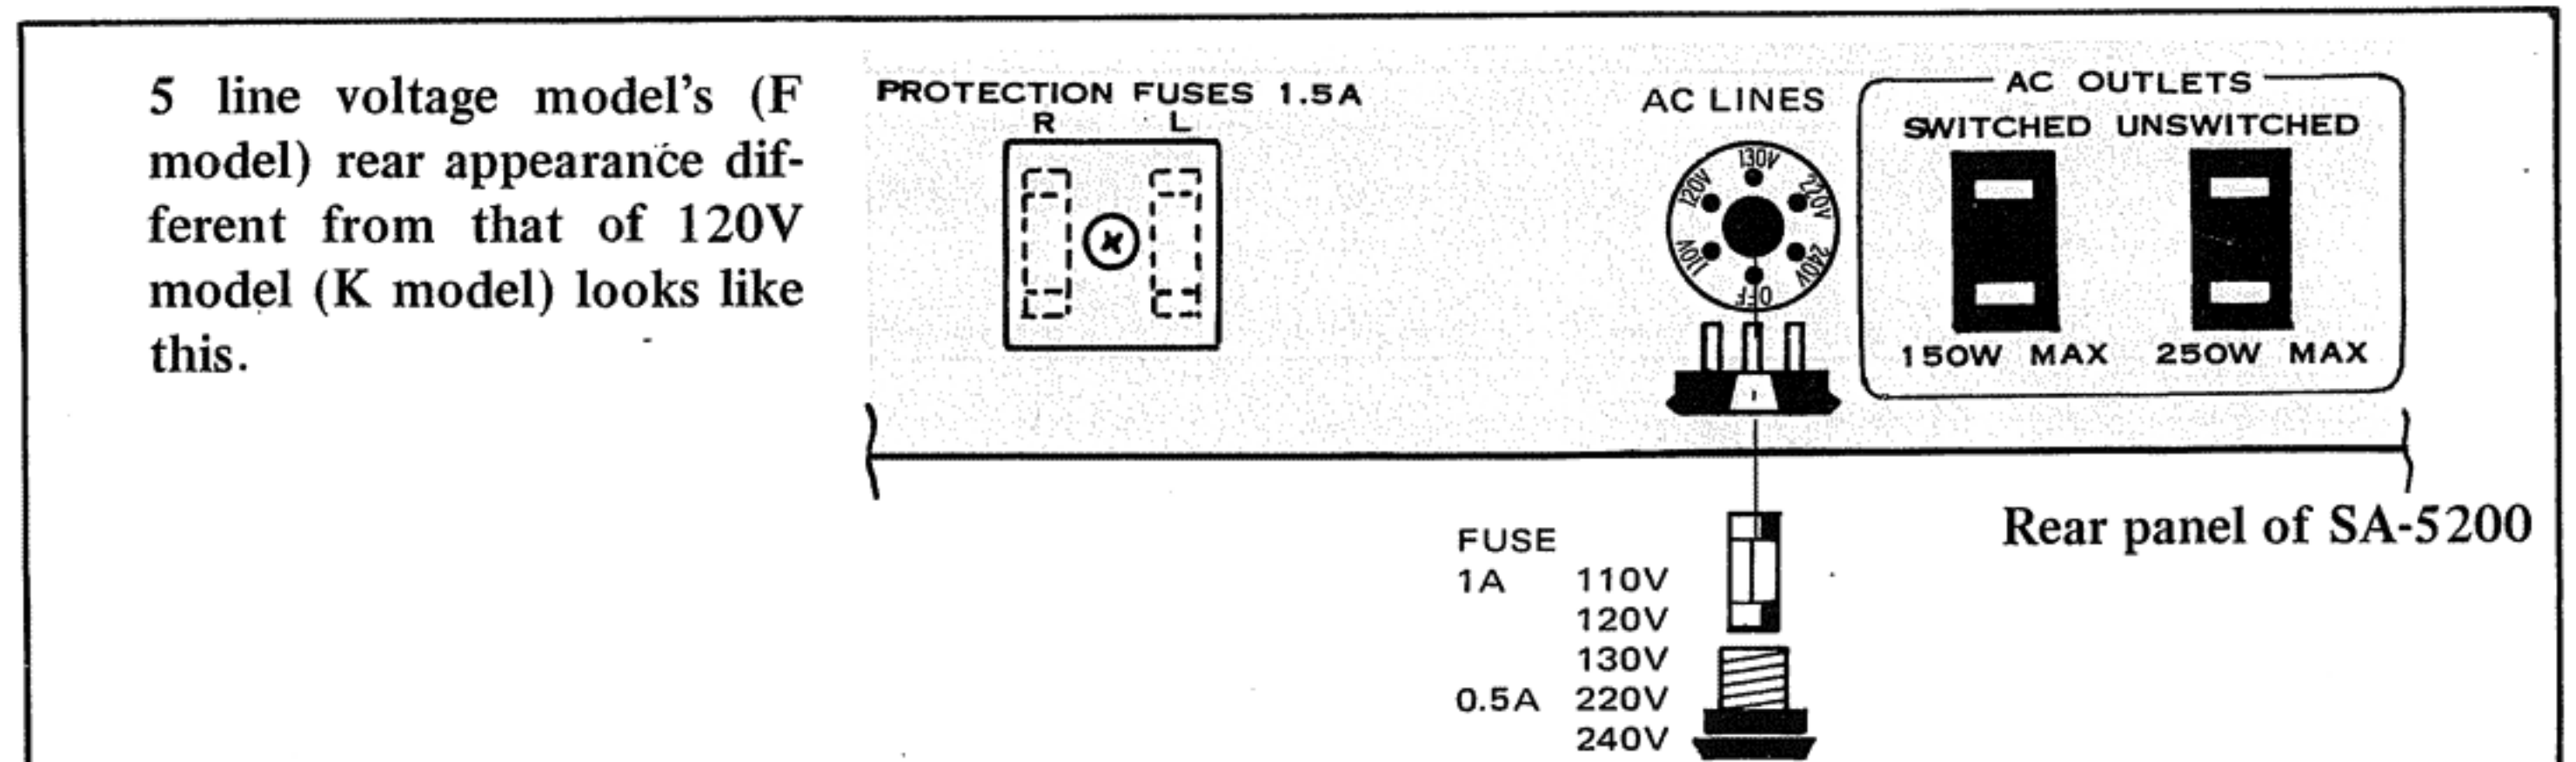 5 line voltage model's (F
model) rear appearance dif-
ferent from that of 120V
model (K model) looks like
this.
PROTECTION FUSES 1.5A
R L
AC LINES
130V
220V
240V
OFF
110V
120V
AC OUTLETS
SWITCHED UNSWITCHED
150W MAX 250W MAX
Rear panel of SA-5200
FUSE
1A 110V
120V
130V
0.5A 220V
240V